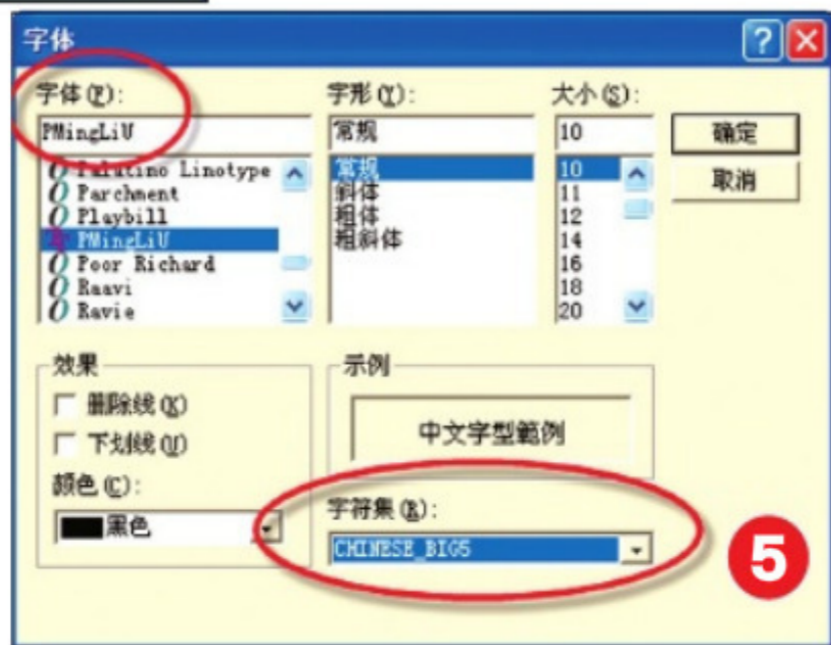 字体
字体(F):
PMingLiU
Palatino Linotype
Parchment
Playbill
PMingLiU
Poor Richard
Raavi
Ravie
字形(Y):
常规
常规
斜体
粗体
粗斜体
大小(S):
10
10
11
12
14
16
18
20
确定
取消
效果
删除线(K)
下划线(U)
颜色(C):
黑色
示例
中文字型範例
字符集(R):
CHINESE_BIG5
5